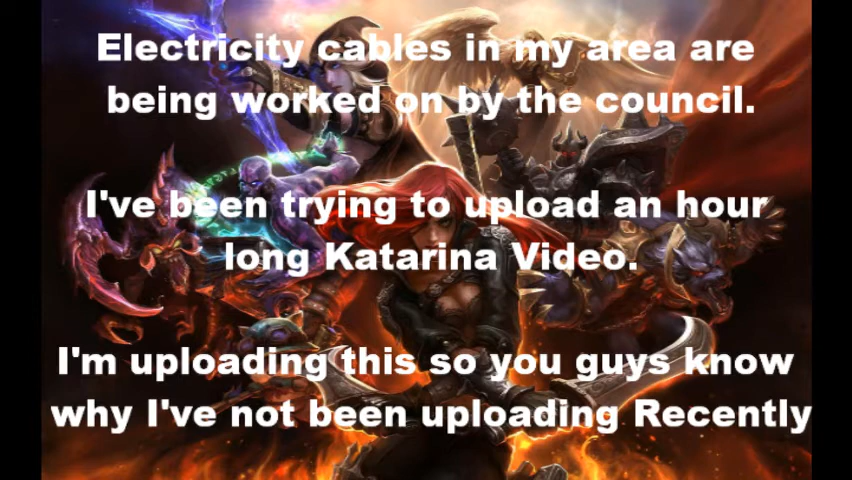 Electricity cables in my area are
being worked on by the council.
I've been trying to upload an hour
long Katarina Video.
I'm uploading this so you guys know
why I've not been uploading Recently